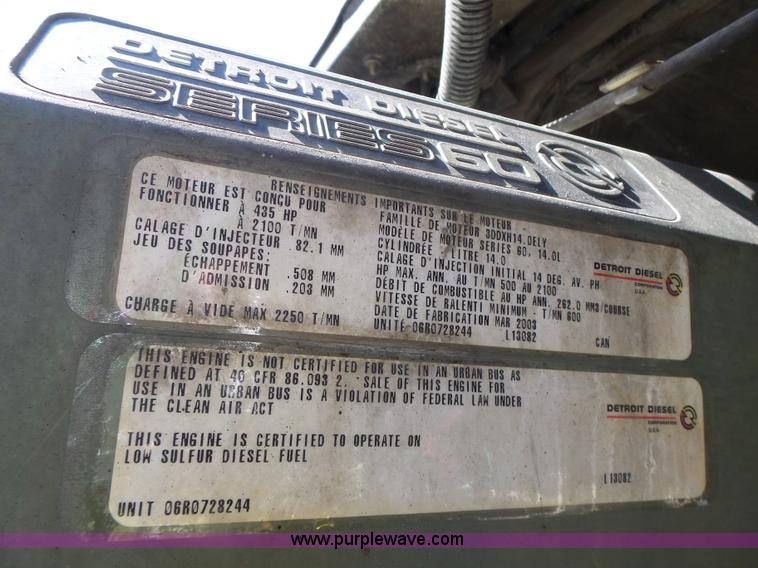 DETROIT DIESEL
SERIES 60
RENSEIGNEMENTS IMPORTANTS SUR LE MOTEUR -
CE MOTEUR EST CONÇU POUR
FONCTIONNER À 435 HP
À 2100 T/MN
CALAGE D'INJECTEUR 82.1 MM
JEU DES SOUPAPES:
ÉCHAPPEMENT .508 MM
D'ADMISSION .203 MM
CHARGE À VIDE MAX 2250 T/MN
FAMILLE DE MOTEUR 3DDXH14.0ELY
MODÈLE DE MOTEUR SERIES 60, 14.0L
CYLINDRÉE - LITRE 14.0
CALAGE D'INJECTION INITIAL 14 DEG. AV. PH
HP MAX. ANN. AU T/MN 500 AU 2100
DÉBIT DE COMBUSTIBLE AU HP ANN. 262.0 MM3/COURSE
VITESSE DE RALENTI MINIMUM - T/MN 600
DATE DE FABRICATION MAR 2003
UNITÉ 06R0728244 L13082 CAN
DETROIT DIESEL
CORPORATION
U.S.A.
THIS ENGINE IS NOT CERTIFIED FOR USE IN AN URBAN BUS AS
DEFINED AT 40 CFR 86.093 2. SALE OF THIS ENGINE FOR
USE IN AN URBAN BUS IS A VIOLATION OF FEDERAL LAW UNDER
THE CLEAN AIR ACT
THIS ENGINE IS CERTIFIED TO OPERATE ON
LOW SULFUR DIESEL FUEL
UNIT 06R0728244
DETROIT DIESEL
CORPORATION
U.S.A.
L13082
www.purplewave.com